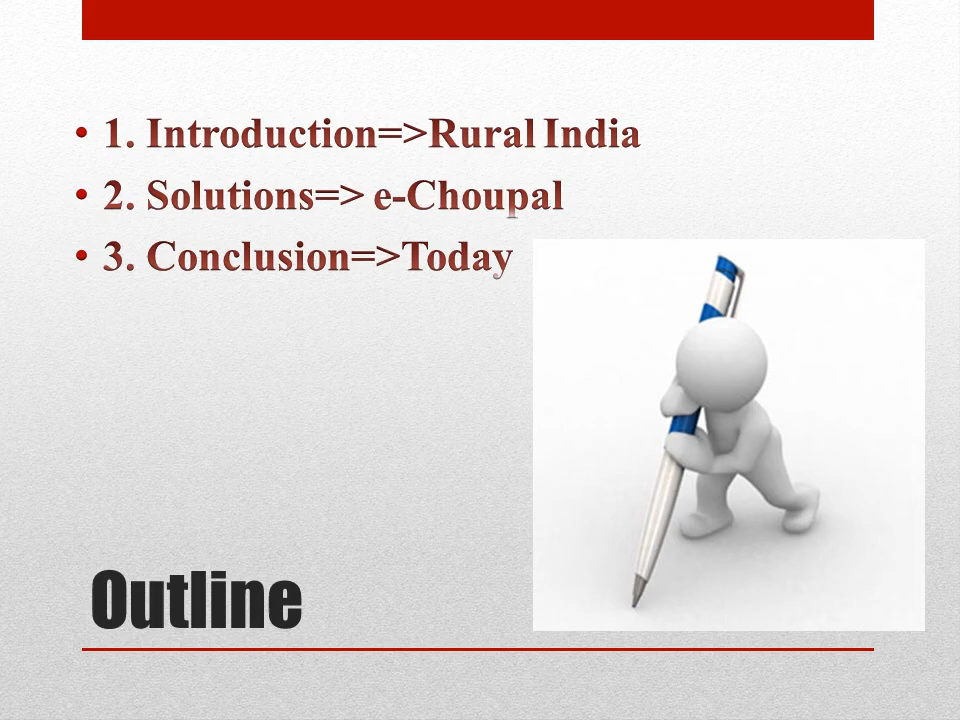 • 1. Introduction=>Rural India
• 2. Solutions=> e-Choupal
• 3. Conclusion=>Today
Outline